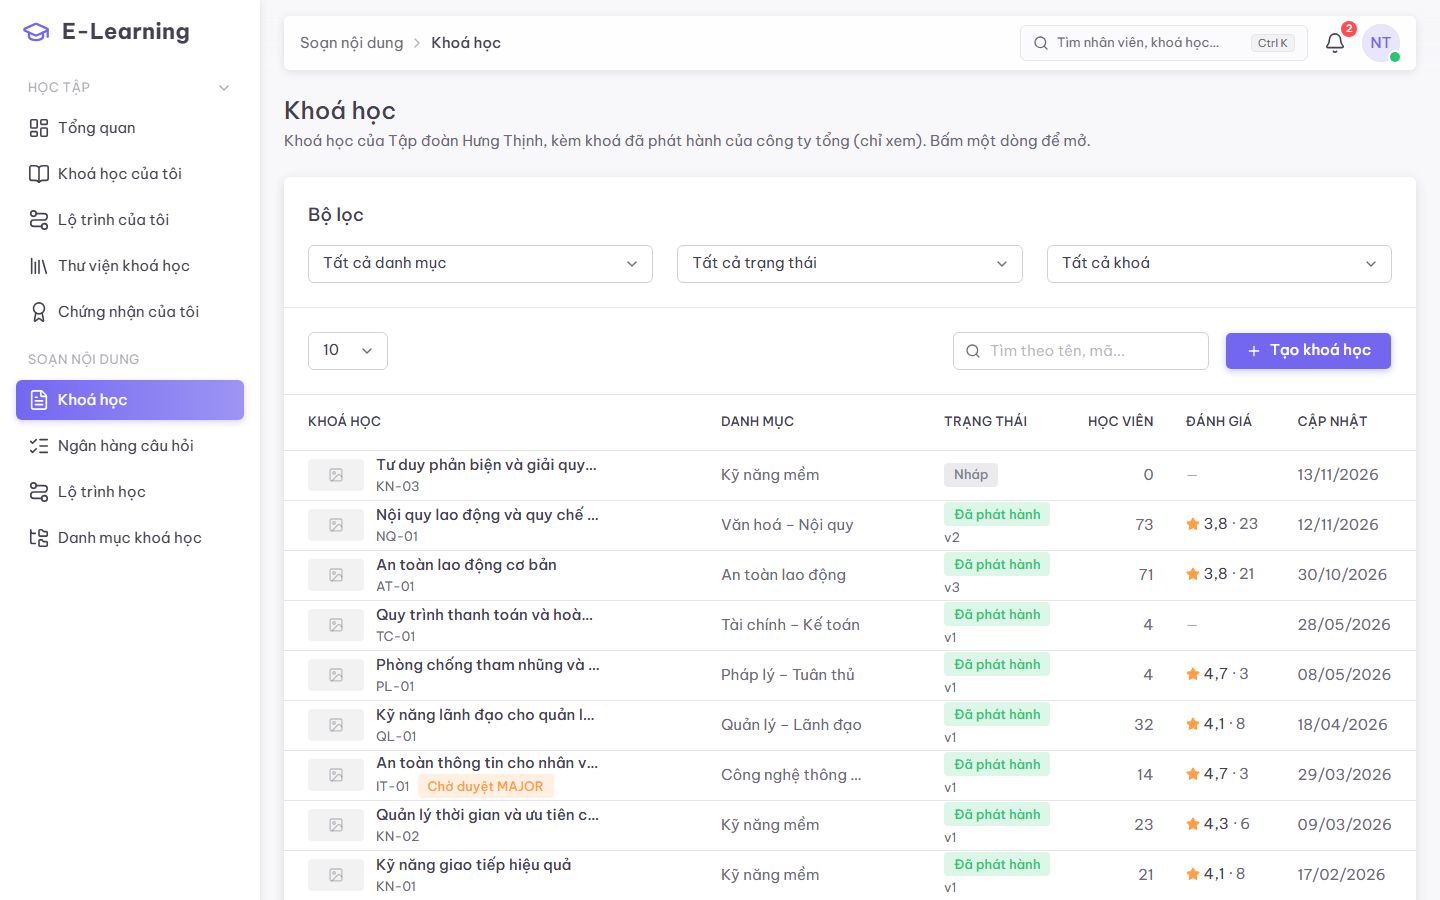 E-Learning
HỌC TẬP
Tổng quan
Khoá học của tôi
Lộ trình của tôi
Thư viện khoá học
Chứng nhận của tôi
SOẠN NỘI DUNG
Khoá học
Ngân hàng câu hỏi
Lộ trình học
Danh mục khoá học
Soạn nội dung > Khoá học
Tìm nhân viên, khoá học... Ctrl K
2
NT
Khoá học
Khoá học của Tập đoàn Hưng Thịnh, kèm khoá đã phát hành của công ty tổng (chỉ xem). Bấm một dòng để mở.
Bộ lọc
Tất cả danh mục Tất cả trạng thái Tất cả khoá
10 Tìm theo tên, mã... + Tạo khoá học
KHOÁ HỌC DANH MỤC TRẠNG THÁI HỌC VIÊN ĐÁNH GIÁ CẬP NHẬT
Tư duy phản biện và giải quy...
KN-03 Kỹ năng mềm Nháp 0 — 13/11/2026
Nội quy lao động và quy chế ... Đã phát hành
NQ-01 Văn hoá – Nội quy v2 73 3,8 · 23 12/11/2026
An toàn lao động cơ bản Đã phát hành
AT-01 An toàn lao động v3 71 3,8 · 21 30/10/2026
Quy trình thanh toán và hoà... Đã phát hành
TC-01 Tài chính – Kế toán v1 4 — 28/05/2026
Phòng chống tham nhũng và ... Đã phát hành
PL-01 Pháp lý – Tuân thủ v1 4 4,7 · 3 08/05/2026
Kỹ năng lãnh đạo cho quản l... Đã phát hành
QL-01 Quản lý – Lãnh đạo v1 32 4,1 · 8 18/04/2026
An toàn thông tin cho nhân v... Đã phát hành
IT-01 Chờ duyệt MAJOR Công nghệ thông ... v1 14 4,7 · 3 29/03/2026
Quản lý thời gian và ưu tiên c... Đã phát hành
KN-02 Kỹ năng mềm v1 23 4,3 · 6 09/03/2026
Kỹ năng giao tiếp hiệu quả Đã phát hành
KN-01 Kỹ năng mềm v1 21 4,1 · 8 17/02/2026